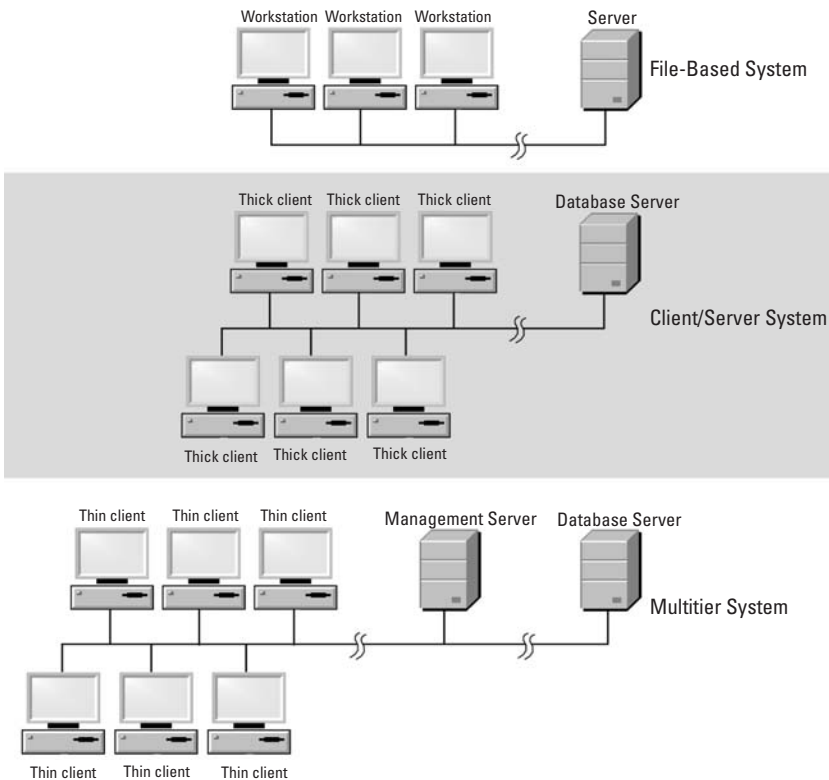 Workstation Workstation Workstation Server
File-Based System
Thick client Thick client Thick client Database Server
Client/Server System
Thick client Thick client Thick client
Thin client Thin client Thin client Management Server Database Server
Multitier System
Thin client Thin client Thin client